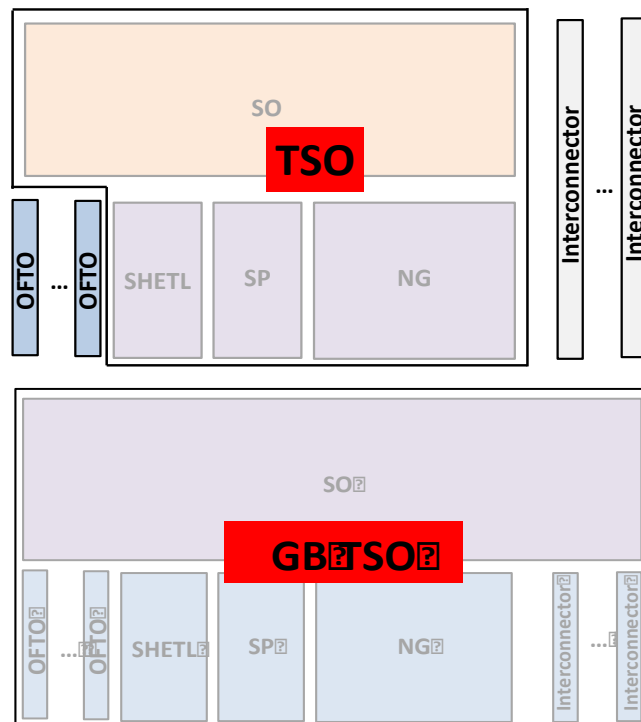 SO
TSO
OFTO
...
OFTO
SHETL
SP
NG
Interconnector
...
Interconnector
SO⍰
GB⍰TSO⍰
OFTO⍰
...⍰
OFTO⍰
SHETL⍰
SP⍰
NG⍰
Interconnector⍰
...⍰
Interconnector⍰